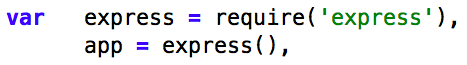 var   express = require('express'),
      app = express(),